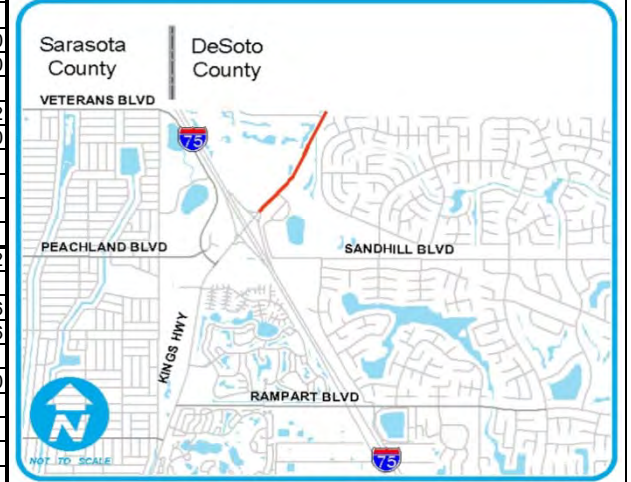 Sarasota
County
DeSoto
County
VETERANS BLVD
75
PEACHLAND BLVD
SANDHILL BLVD
KINGS HWY
RAMPART BLVD
N
NOT TO SCALE
75